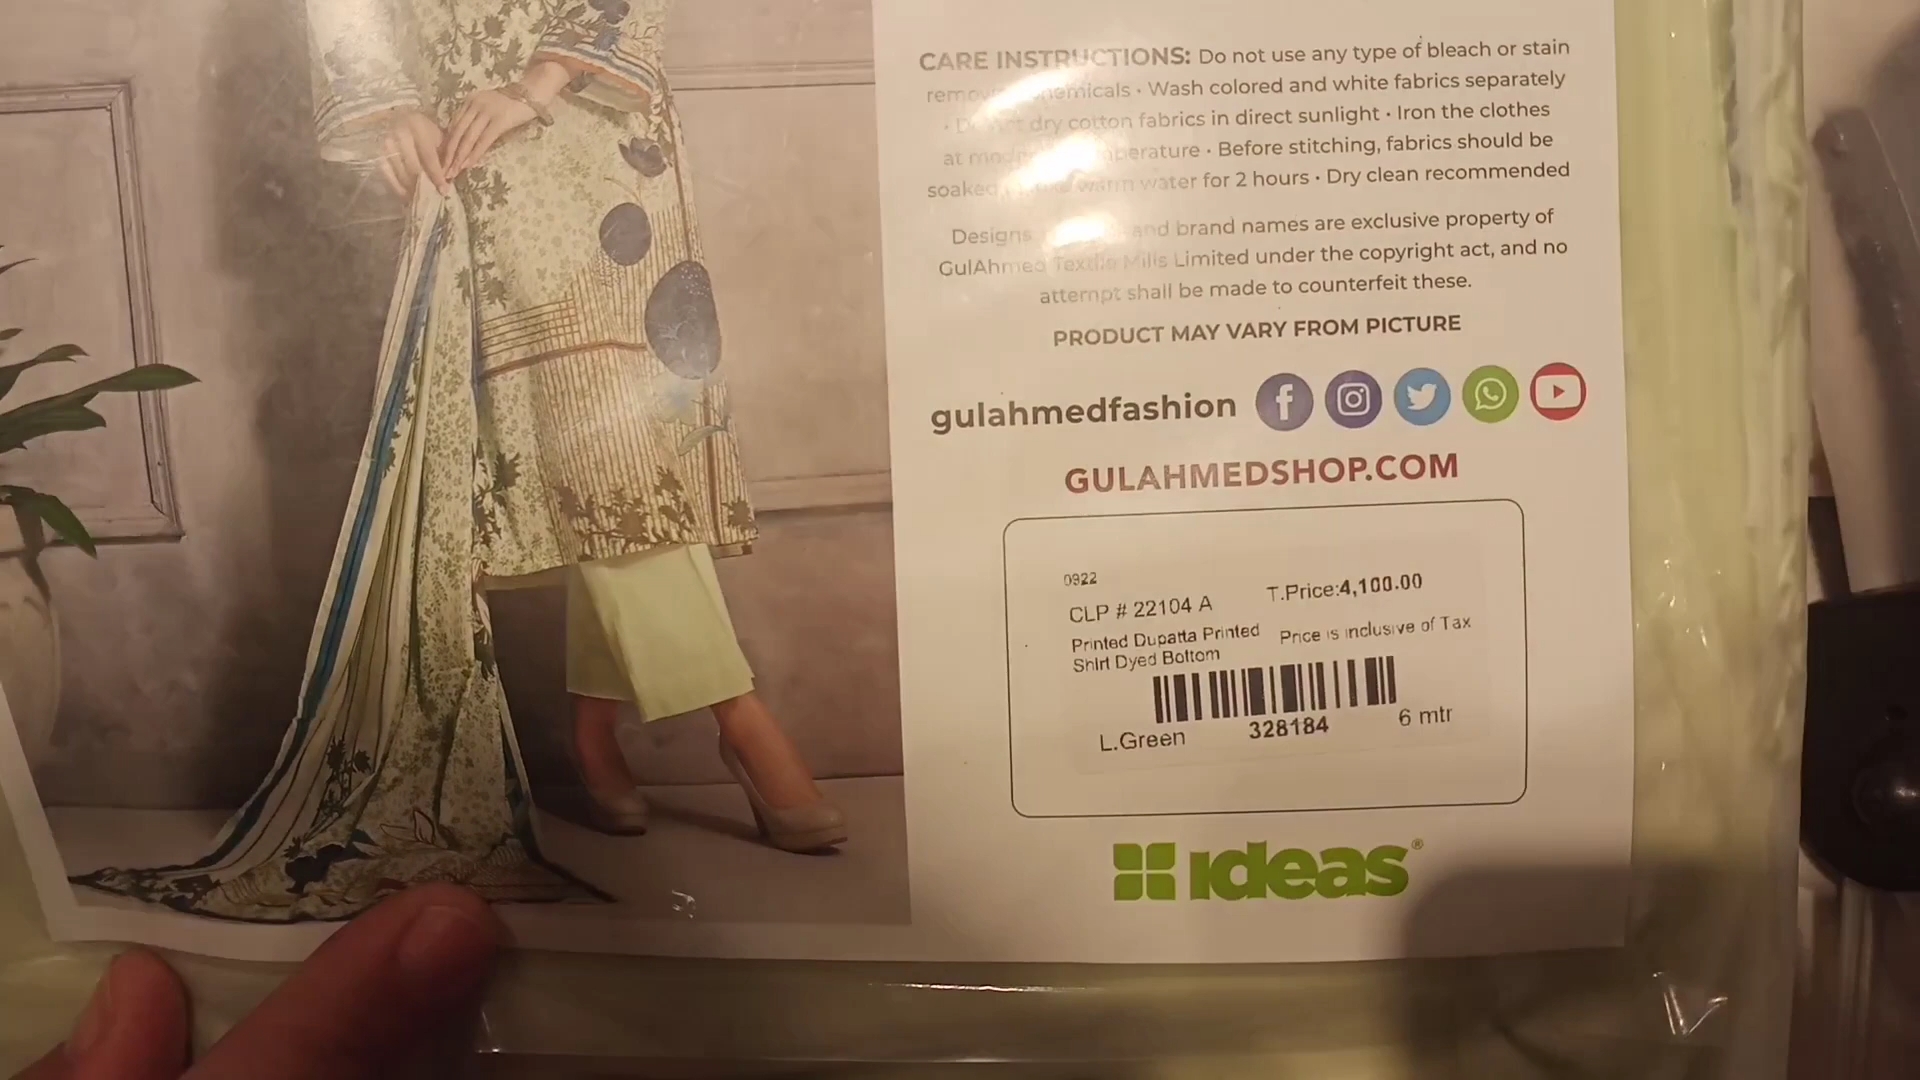 CARE INSTRUCTIONS: Do not use any type of bleach or stain
chemicals • Wash colored and white fabrics separately
• Do not dry cotton fabrics in direct sunlight • Iron the clothes
at temperature • Before stitching, fabrics should be
soaked warm water for 2 hours • Dry clean recommended
Designs and brand names are exclusive property of
GulAhmed Textile Mills Limited under the copyright act, and no
attempt shall be made to counterfeit these.
PRODUCT MAY VARY FROM PICTURE
gulahmedfashion
GULAHMEDSHOP.COM
0922
CLP # 22104 A T.Price:4,100.00
Printed Dupatta Printed Price is inclusive of Tax
Shirt Dyed Bottom
L.Green 328184 6 mtr
ideas®